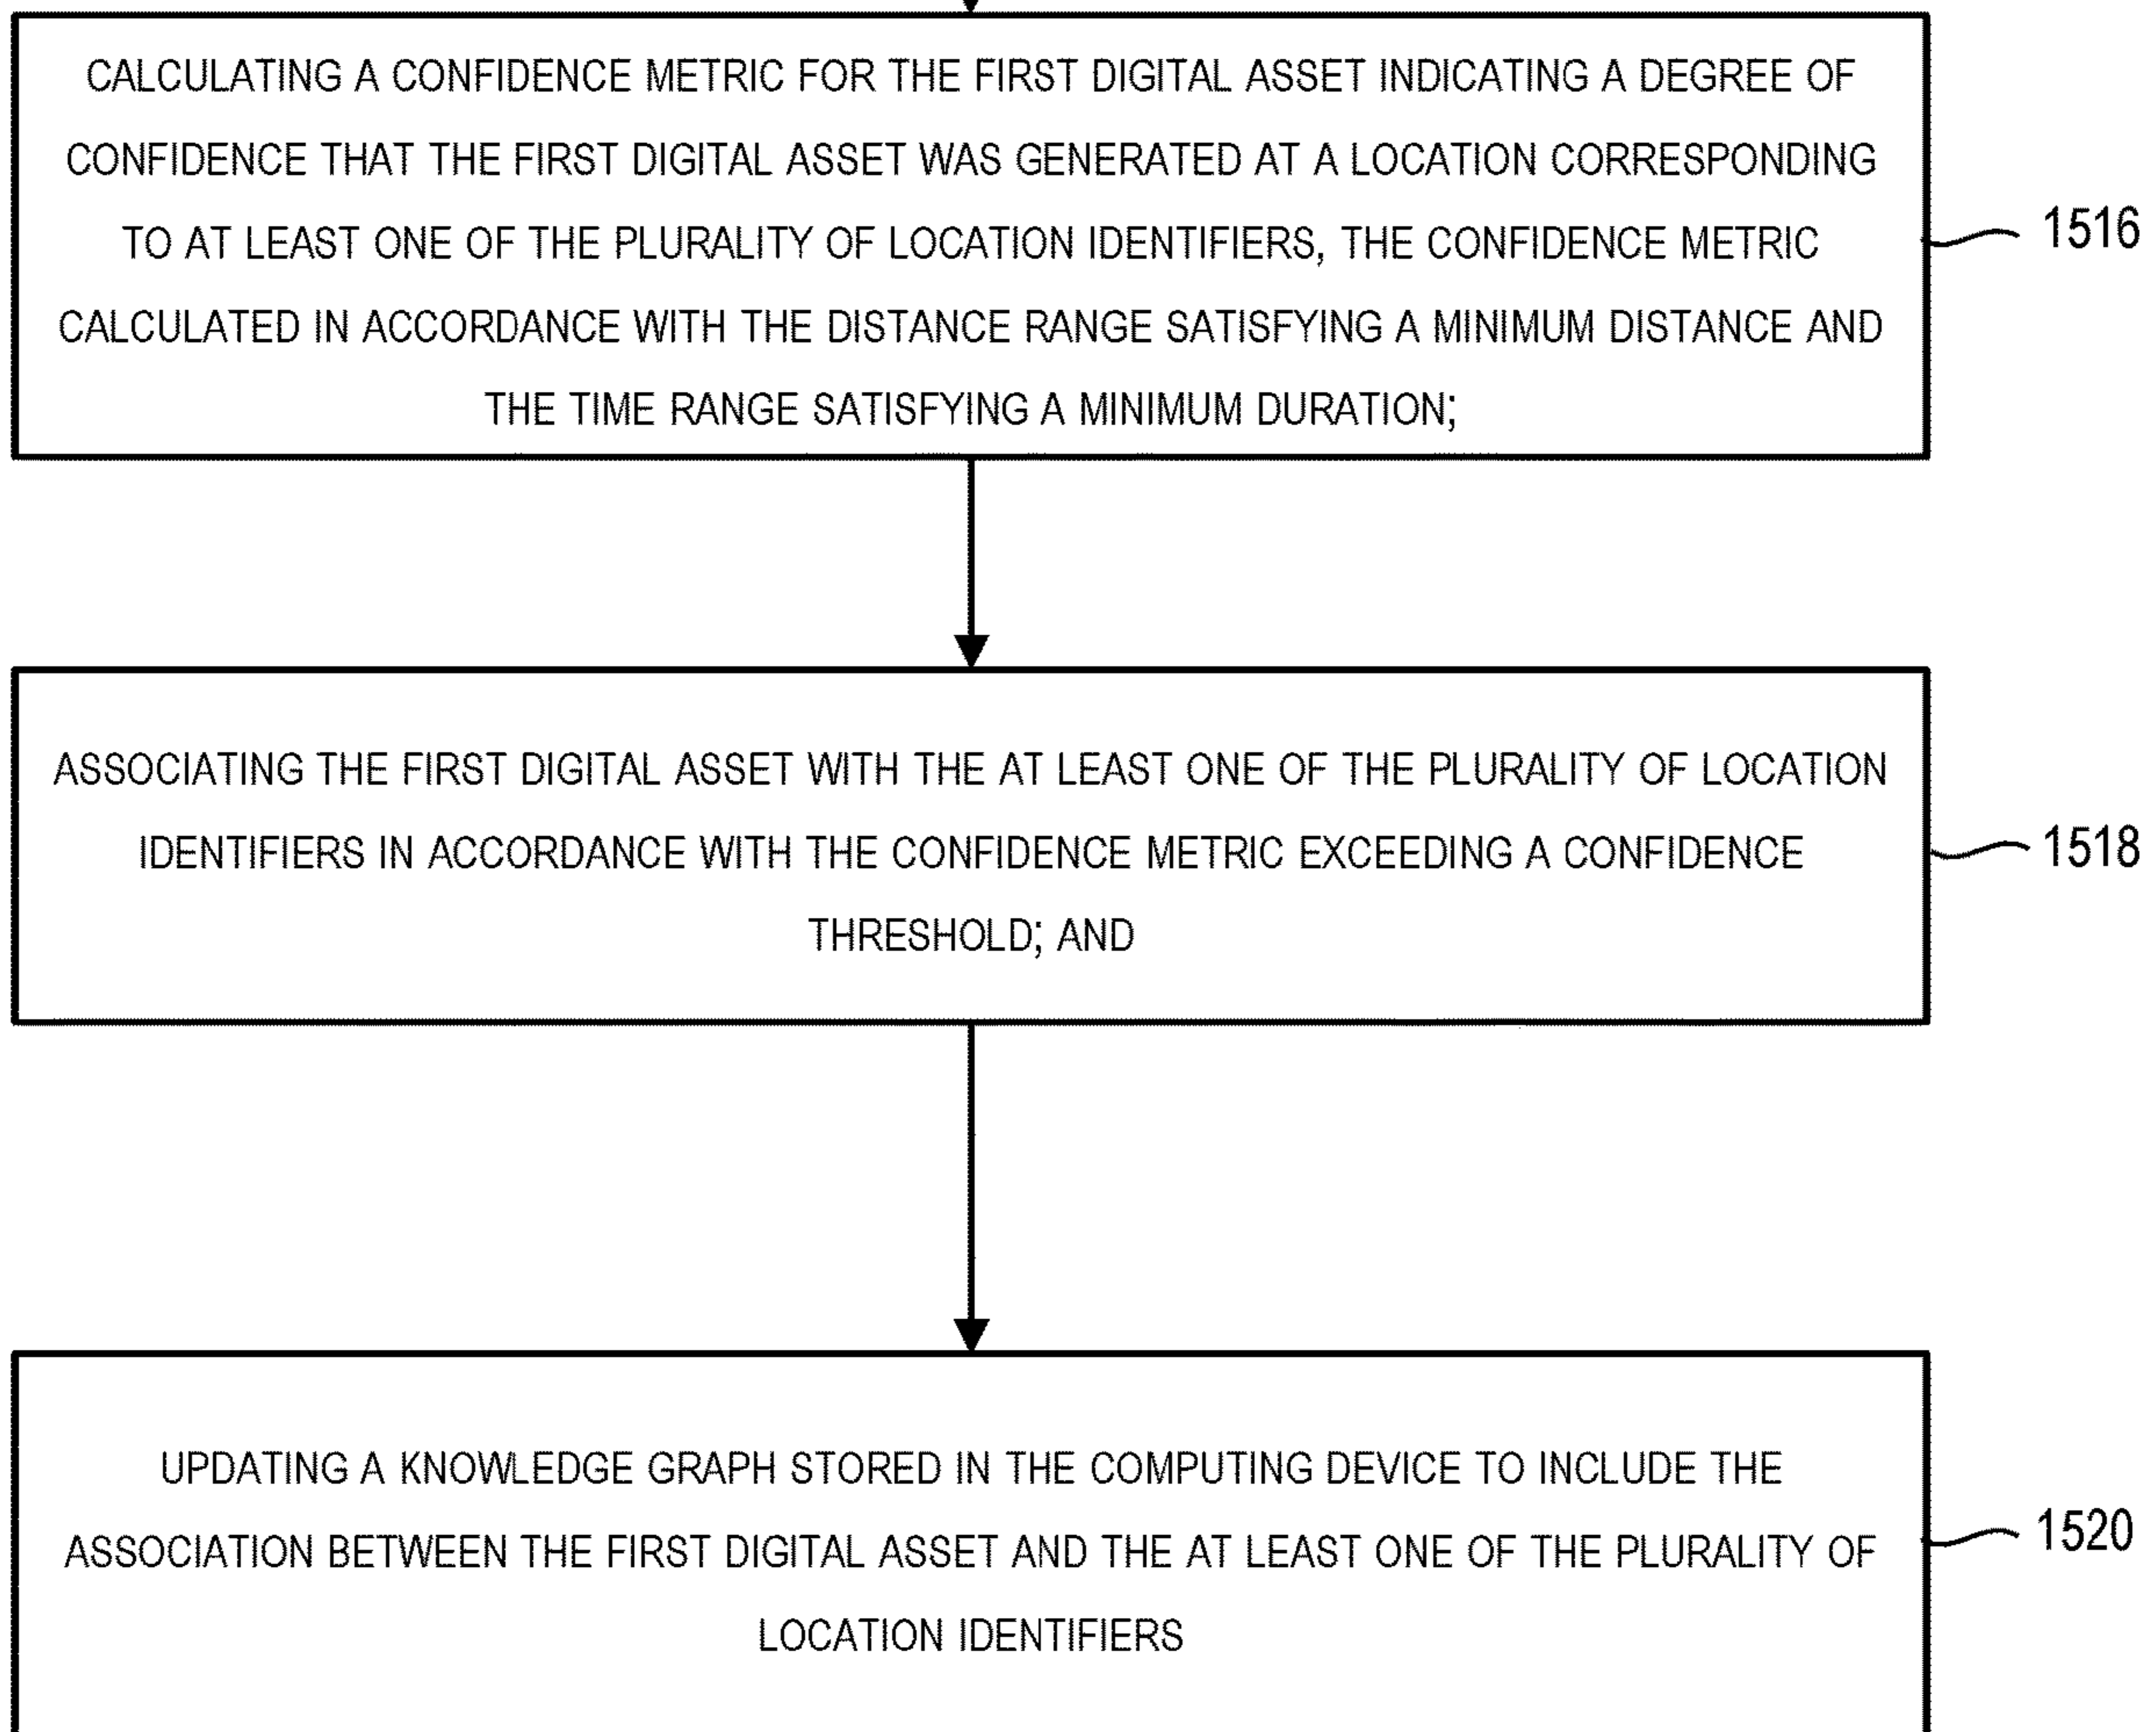 CALCULATING A CONFIDENCE METRIC FOR THE FIRST DIGITAL ASSET INDICATING A DEGREE OF
CONFIDENCE THAT THE FIRST DIGITAL ASSET WAS GENERATED AT A LOCATION CORRESPONDING
TO AT LEAST ONE OF THE PLURALITY OF LOCATION IDENTIFIERS, THE CONFIDENCE METRIC
CALCULATED IN ACCORDANCE WITH THE DISTANCE RANGE SATISFYING A MINIMUM DISTANCE AND
THE TIME RANGE SATISFYING A MINIMUM DURATION;
1516
ASSOCIATING THE FIRST DIGITAL ASSET WITH THE AT LEAST ONE OF THE PLURALITY OF LOCATION
IDENTIFIERS IN ACCORDANCE WITH THE CONFIDENCE METRIC EXCEEDING A CONFIDENCE
THRESHOLD; AND
1518
UPDATING A KNOWLEDGE GRAPH STORED IN THE COMPUTING DEVICE TO INCLUDE THE
ASSOCIATION BETWEEN THE FIRST DIGITAL ASSET AND THE AT LEAST ONE OF THE PLURALITY OF
LOCATION IDENTIFIERS
1520